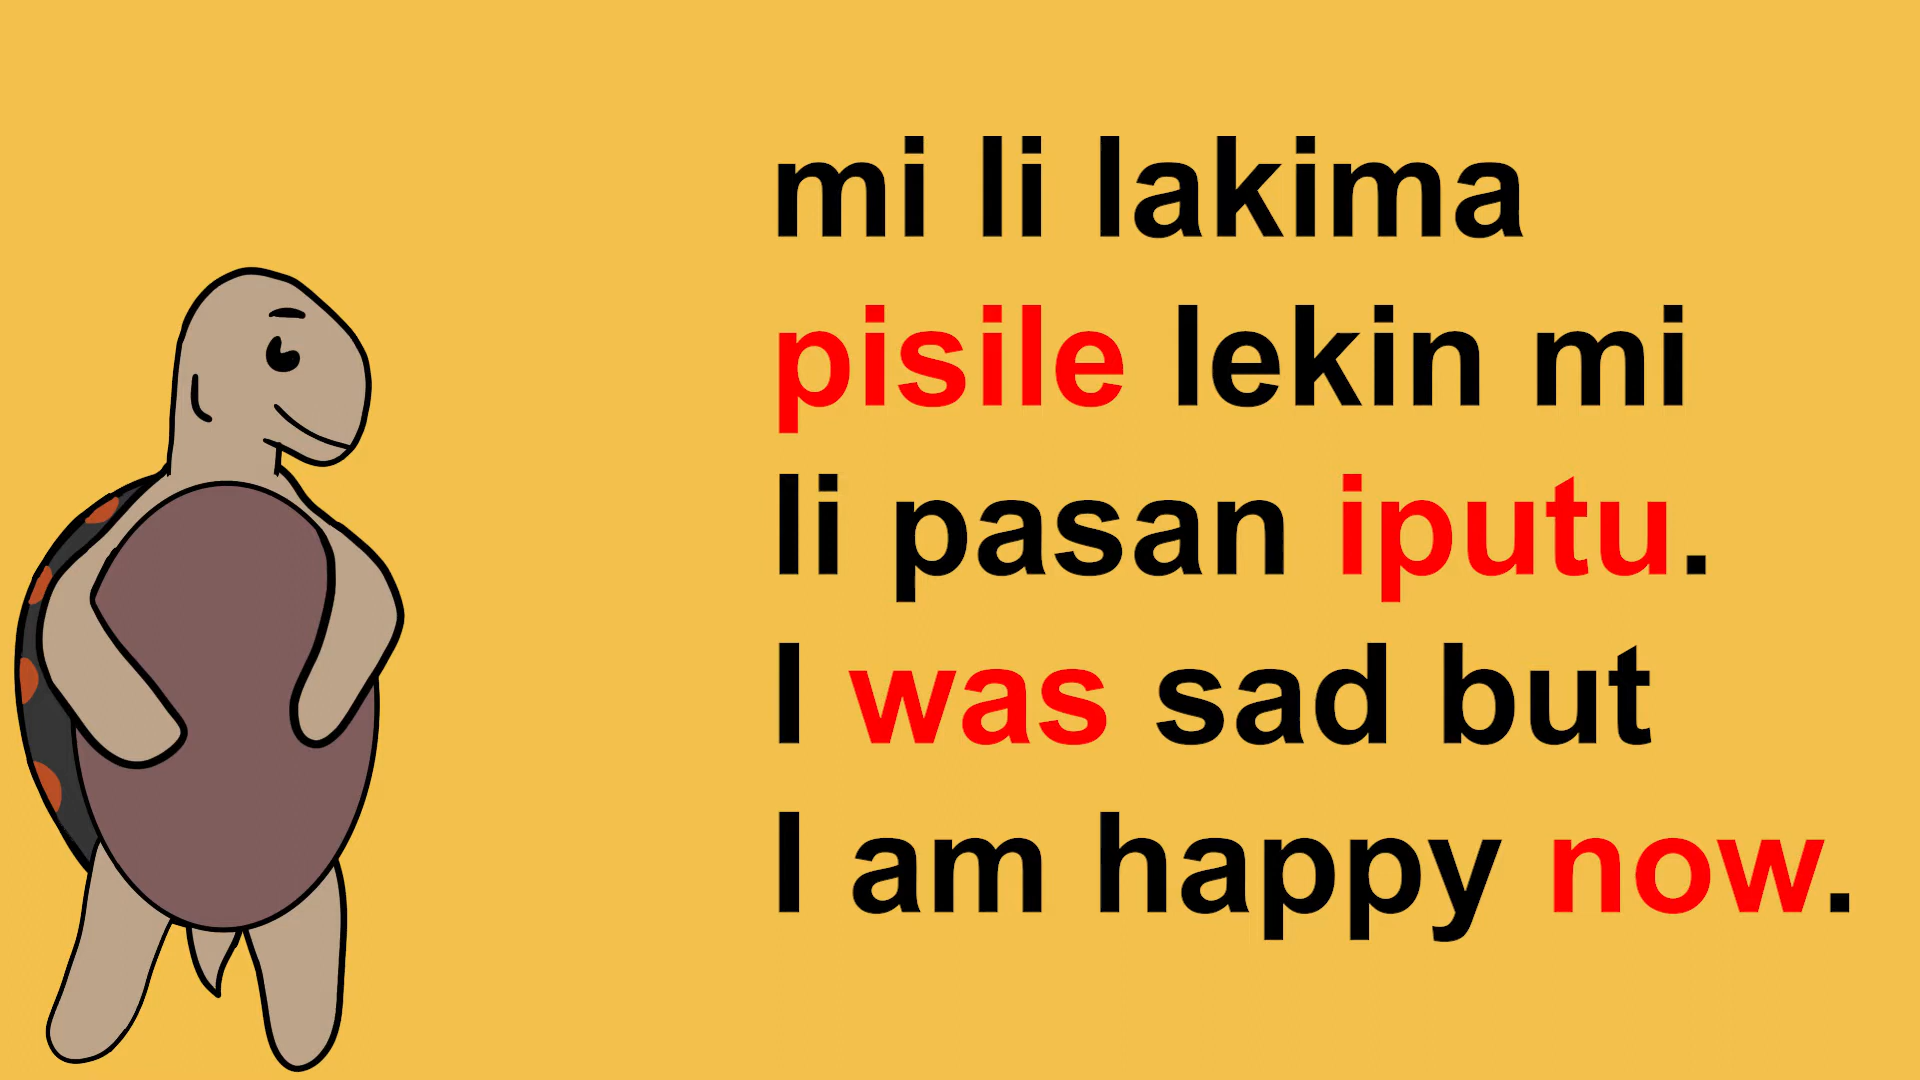 mi li lakima
pisile lekin mi
li pasan iputu.
I was sad but
I am happy now.